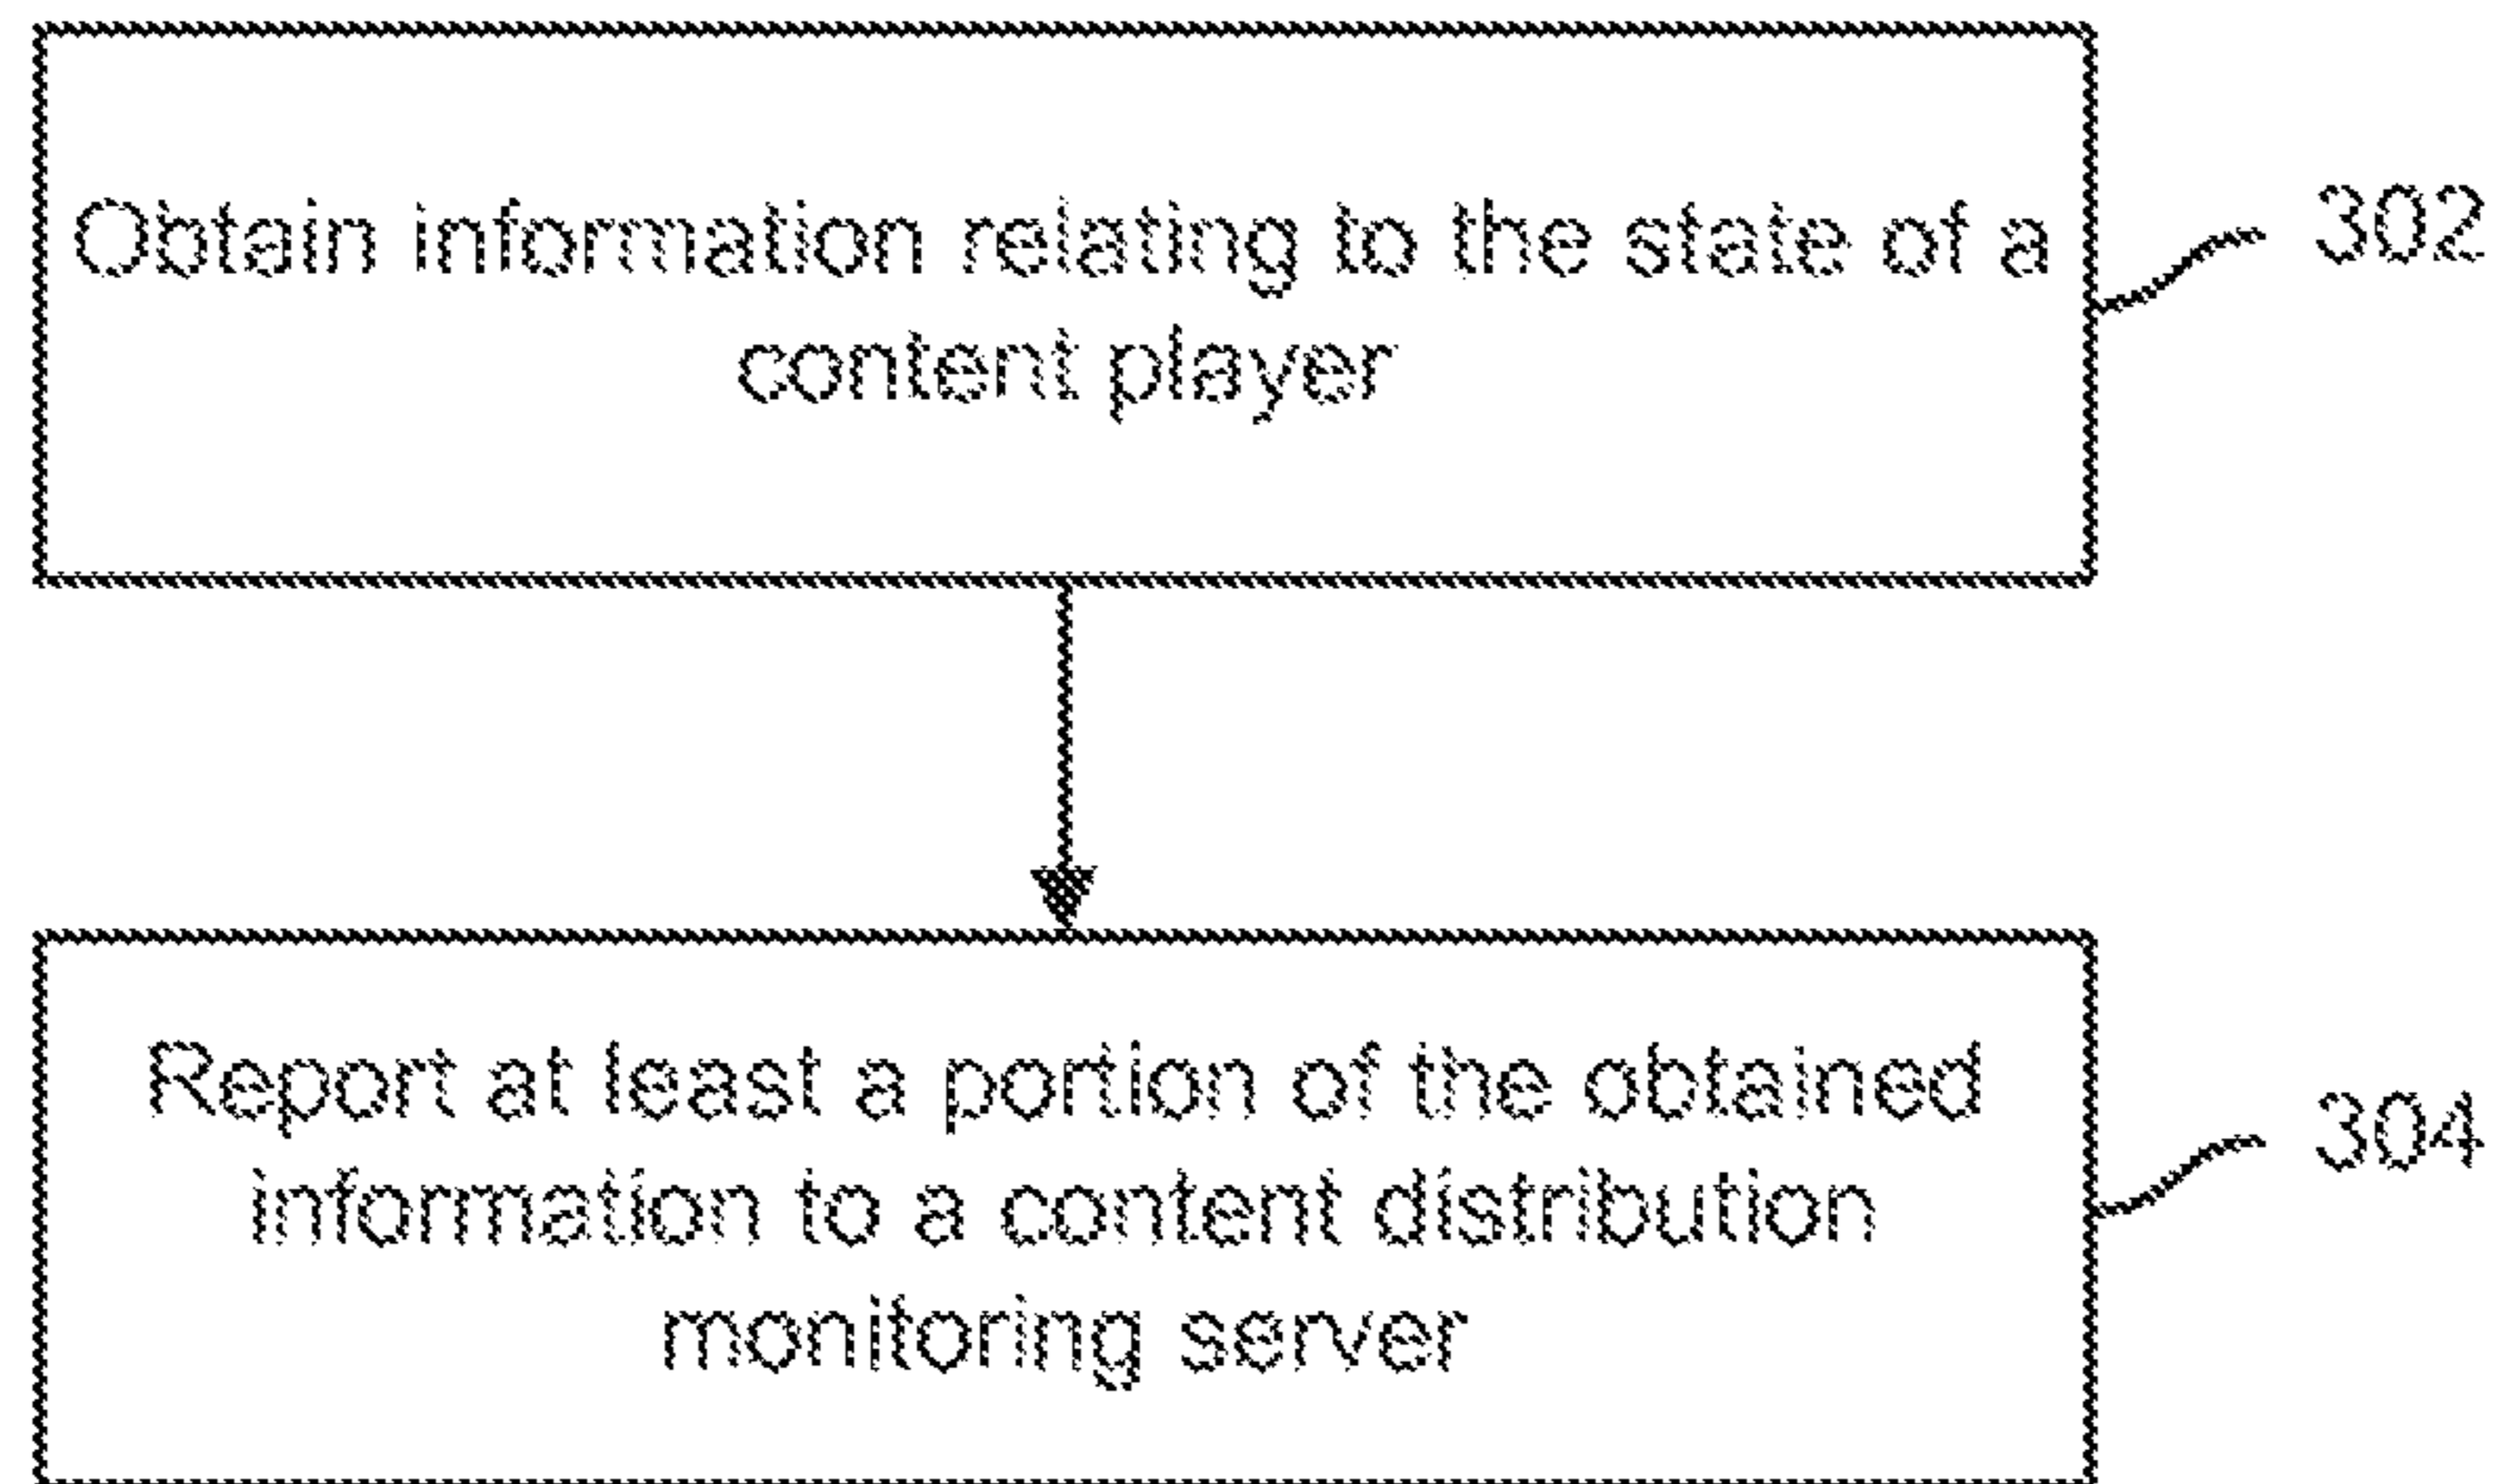 Obtain information relating to the state of a
content player
302
Report at least a portion of the obtained
information to a content distribution
monitoring server
304